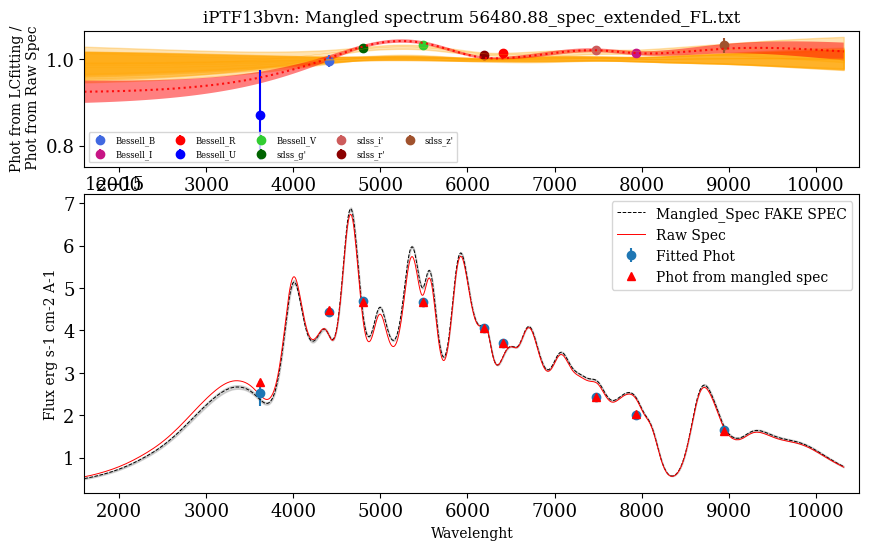 iPTF13bvn: Mangled spectrum 56480.88_spec_extended_FL.txt
Phot from LCfitting /
Phot from Raw Spec
1.0
0.8
Bessell_B Bessell_R Bessell_V sdss_i' sdss_z'
Bessell_I Bessell_U sdss_g' sdss_r'
2000 3000 4000 5000 6000 7000 8000 9000 10000
1e−15
Flux erg s-1 cm-2 A-1
7
6
5
4
3
2
1
Mangled_Spec FAKE SPEC
Raw Spec
Fitted Phot
Phot from mangled spec
2000 3000 4000 5000 6000 7000 8000 9000 10000
Wavelenght